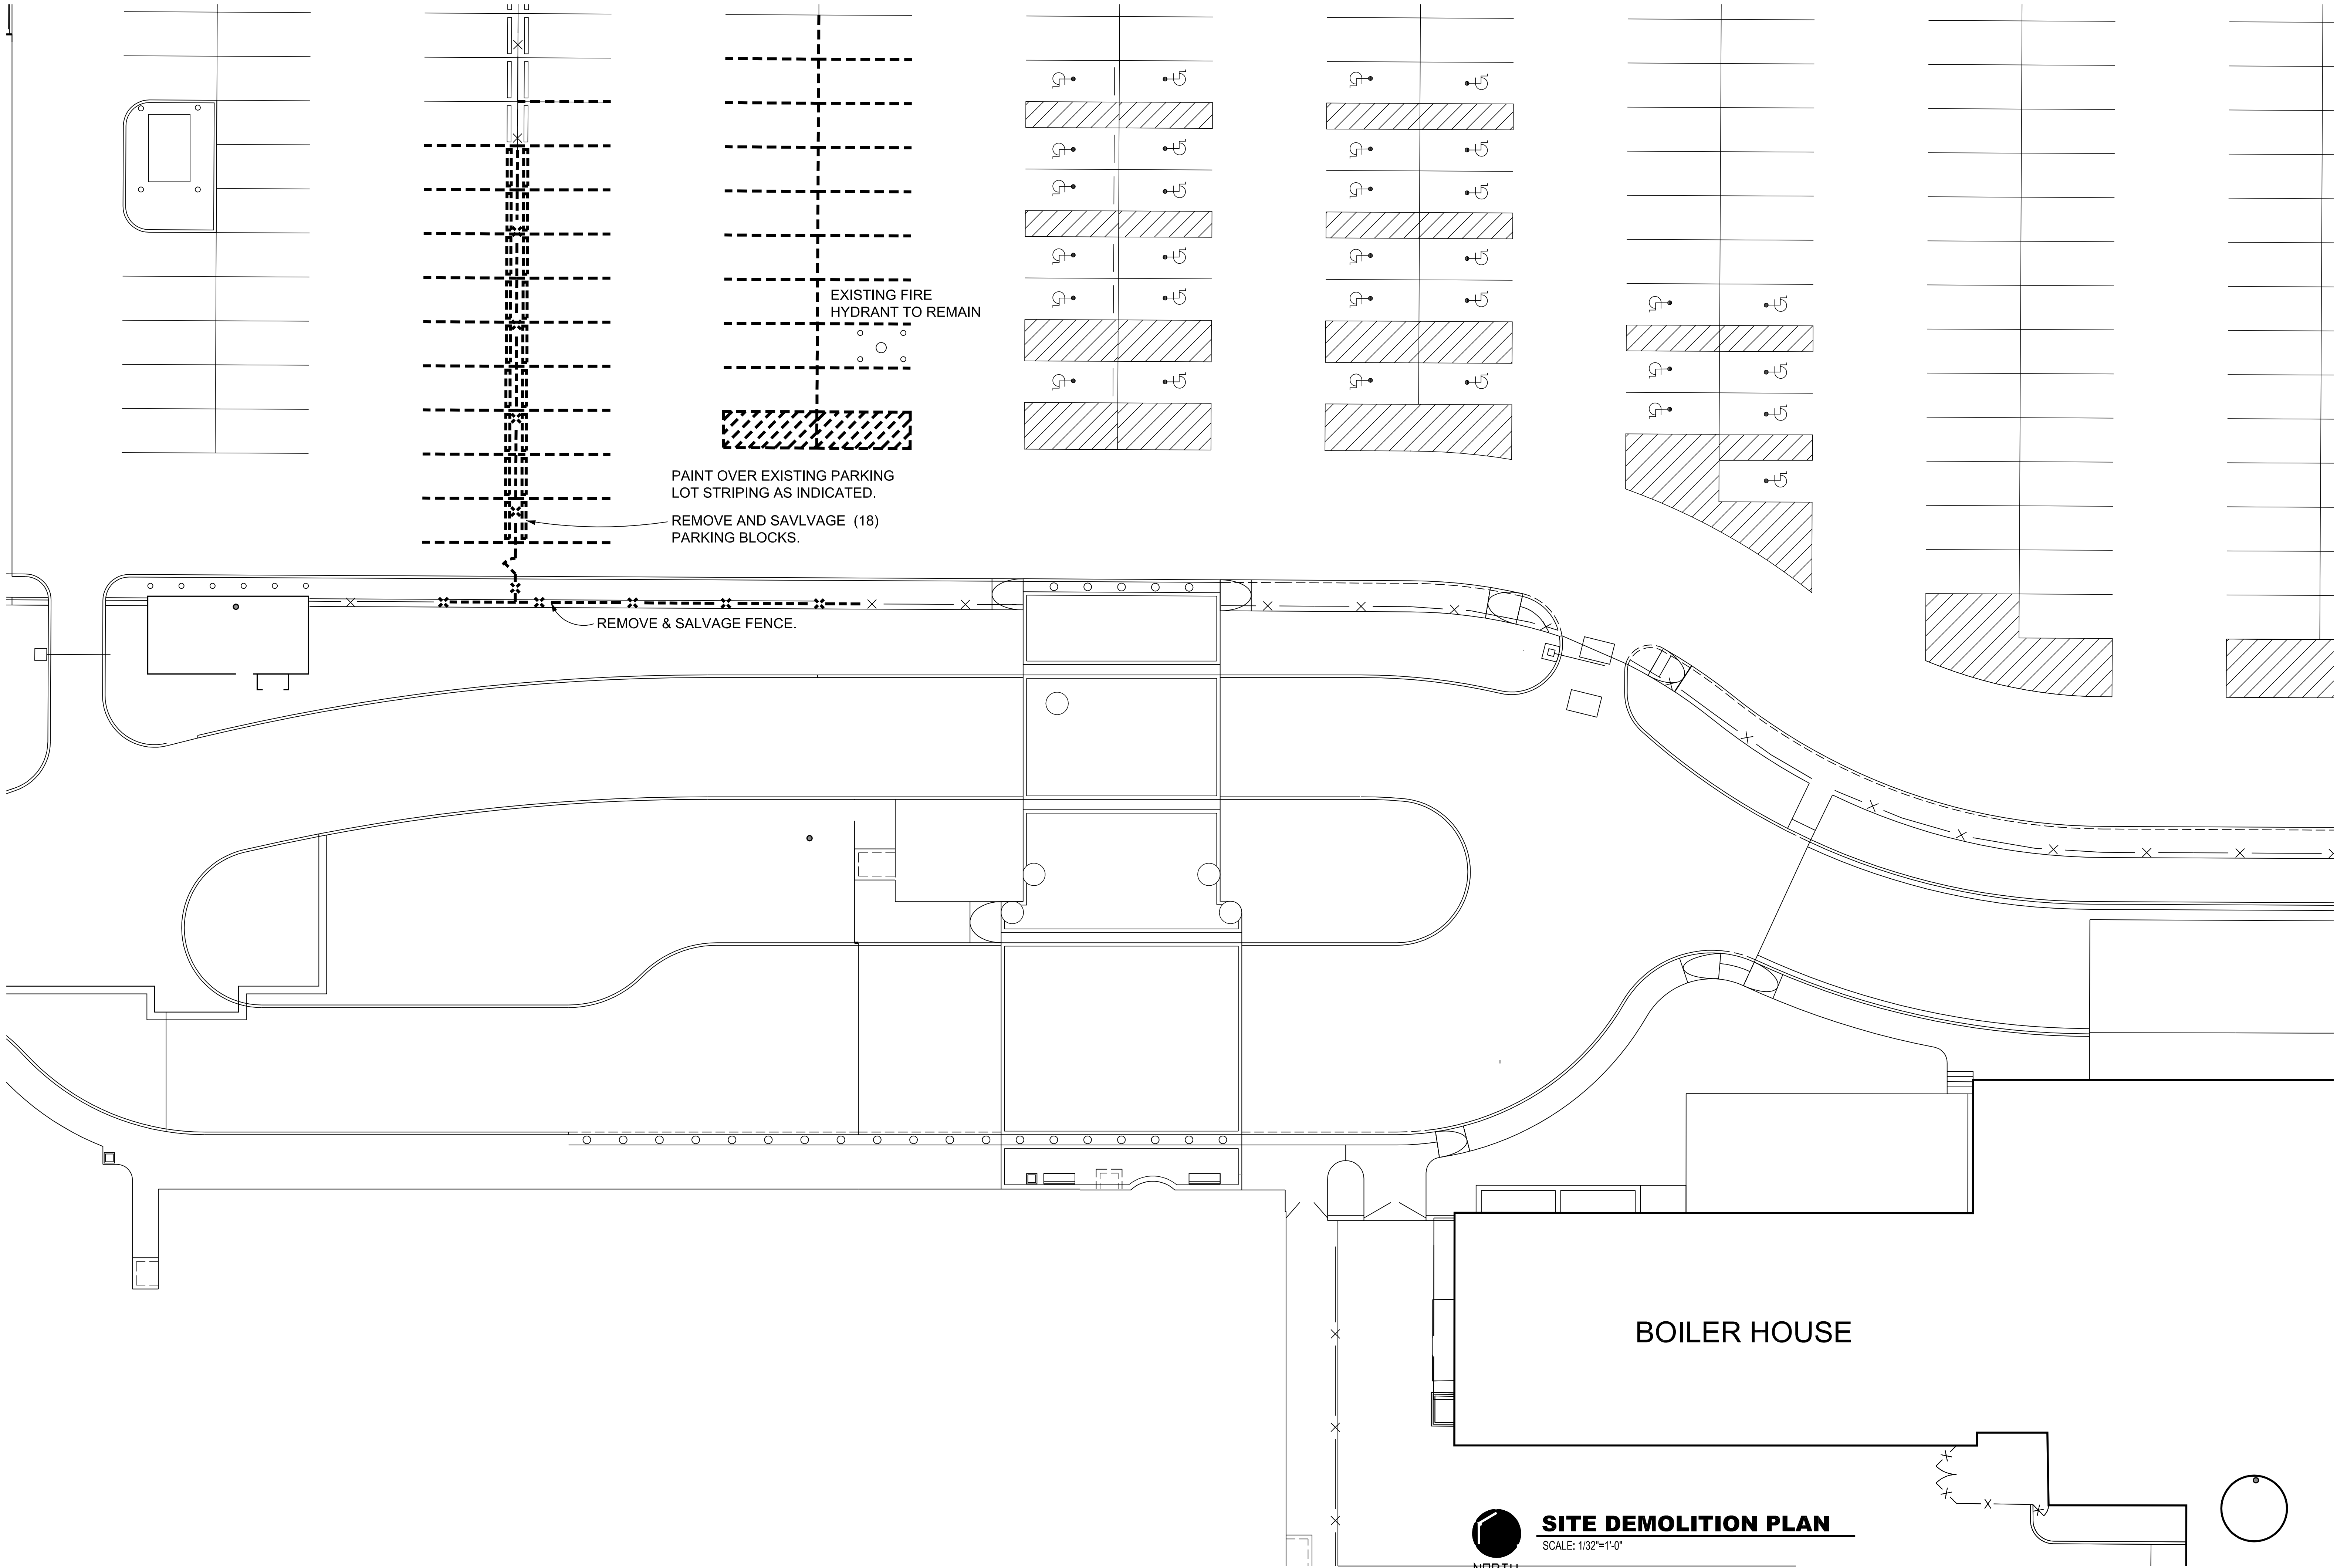 EXISTING FIRE
HYDRANT TO REMAIN
PAINT OVER EXISTING PARKING
LOT STRIPING AS INDICATED.
REMOVE AND SAVLVAGE (18)
PARKING BLOCKS.
REMOVE & SALVAGE FENCE.
BOILER HOUSE
SITE DEMOLITION PLAN
SCALE: 1/32"=1'-0"
NORTH